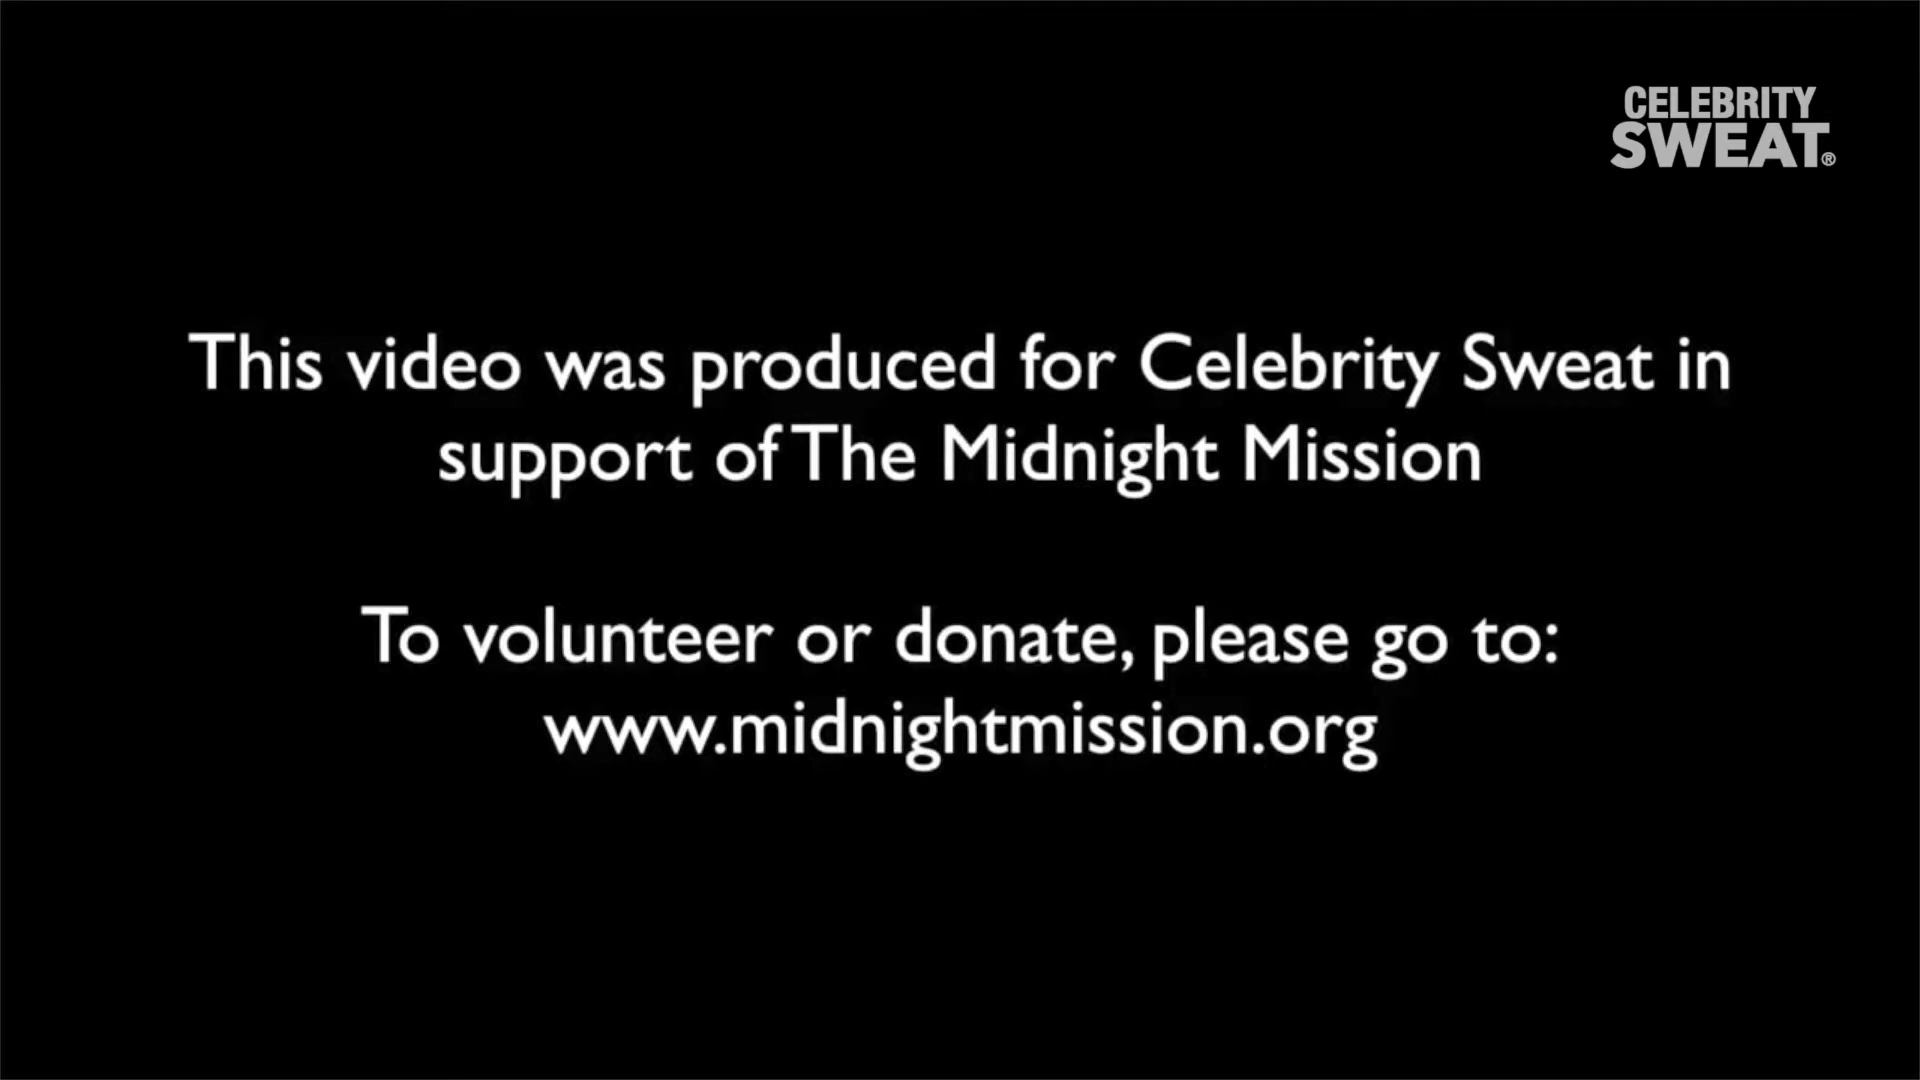 CELEBRITY
SWEAT®
This video was produced for Celebrity Sweat in
support of The Midnight Mission
To volunteer or donate, please go to:
www.midnightmission.org